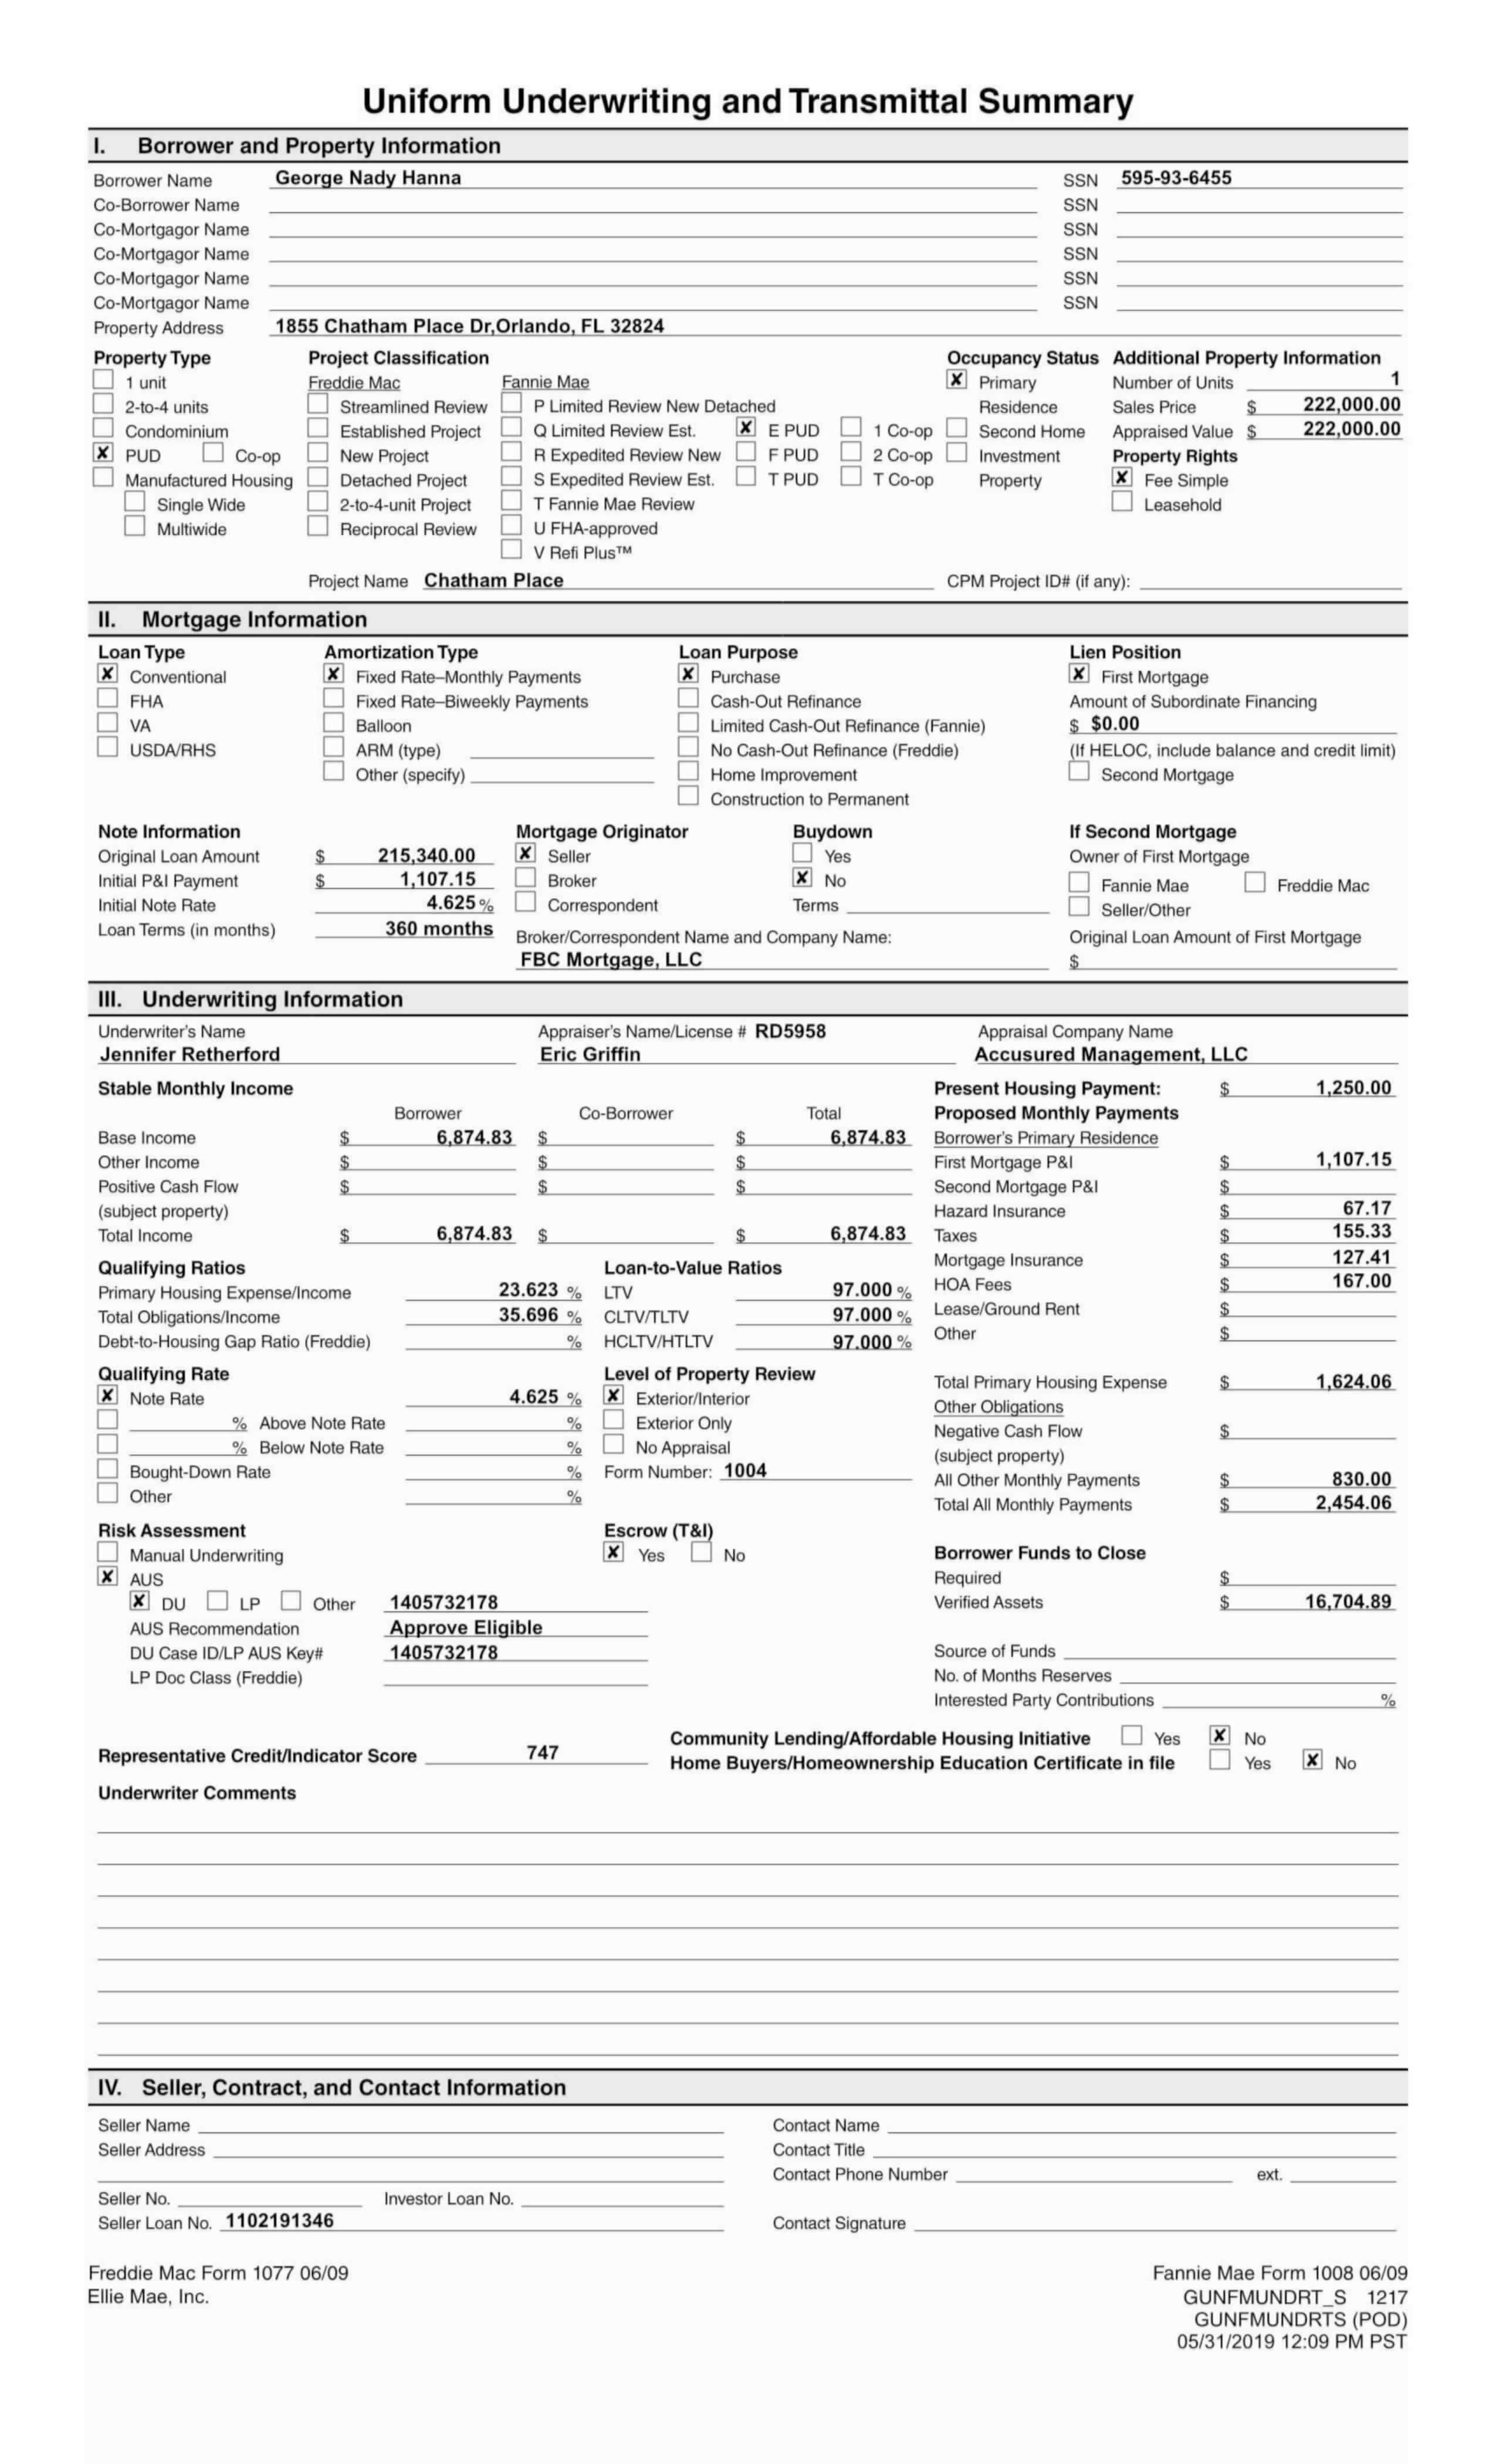 Uniform Underwriting and Transmittal Summary
I. Borrower and Property Information
Borrower Name George Nady Hanna SSN 595-93-6455
Co-Borrower Name SSN
Co-Mortgagor Name SSN
Co-Mortgagor Name SSN
Co-Mortgagor Name SSN
Co-Mortgagor Name SSN
Property Address 1855 Chatham Place Dr,Orlando, FL 32824
Property Type Project Classification Occupancy Status Additional Property Information
1 unit Freddie Mac Fannie Mae X Primary Number of Units 1
2-to-4 units Streamlined Review P Limited Review New Detached Residence Sales Price $ 222,000.00
Condominium Established Project Q Limited Review Est. X E PUD 1 Co-op Second Home Appraised Value $ 222,000.00
X PUD Co-op New Project R Expedited Review New F PUD 2 Co-op Investment Property Rights
Manufactured Housing Detached Project S Expedited Review Est. T PUD T Co-op Property X Fee Simple
Single Wide 2-to-4-unit Project T Fannie Mae Review Leasehold
Multiwide Reciprocal Review U FHA-approved
V Refi Plus™
Project Name Chatham Place CPM Project ID# (if any):
II. Mortgage Information
Loan Type Amortization Type Loan Purpose Lien Position
X Conventional X Fixed Rate–Monthly Payments X Purchase X First Mortgage
FHA Fixed Rate–Biweekly Payments Cash-Out Refinance Amount of Subordinate Financing
VA Balloon Limited Cash-Out Refinance (Fannie) $ $0.00
USDA/RHS ARM (type) No Cash-Out Refinance (Freddie) (If HELOC, include balance and credit limit)
Other (specify) Home Improvement Second Mortgage
Construction to Permanent
Note Information Mortgage Originator Buydown If Second Mortgage
Original Loan Amount $ 215,340.00 X Seller Yes Owner of First Mortgage
Initial P&I Payment $ 1,107.15 Broker X No Fannie Mae Freddie Mac
Initial Note Rate 4.625 % Correspondent Terms Seller/Other
Loan Terms (in months) 360 months Broker/Correspondent Name and Company Name: Original Loan Amount of First Mortgage
FBC Mortgage, LLC $
III. Underwriting Information
Underwriter's Name Appraiser's Name/License # RD5958 Appraisal Company Name
Jennifer Retherford Eric Griffin Accusured Management, LLC
Stable Monthly Income Present Housing Payment: $ 1,250.00
Borrower Co-Borrower Total Proposed Monthly Payments
Base Income $ 6,874.83 $ $ 6,874.83 Borrower's Primary Residence
Other Income $ $ $ First Mortgage P&I $ 1,107.15
Positive Cash Flow $ $ $ Second Mortgage P&I $
(subject property) Hazard Insurance $ 67.17
Total Income $ 6,874.83 $ $ 6,874.83 Taxes $ 155.33
Qualifying Ratios Loan-to-Value Ratios Mortgage Insurance $ 127.41
Primary Housing Expense/Income 23.623 % LTV 97.000 % HOA Fees $ 167.00
Total Obligations/Income 35.696 % CLTV/TLTV 97.000 % Lease/Ground Rent $
Debt-to-Housing Gap Ratio (Freddie) % HCLTV/HTLTV 97.000 % Other $
Qualifying Rate Level of Property Review Total Primary Housing Expense $ 1,624.06
X Note Rate 4.625 % X Exterior/Interior Other Obligations
% Above Note Rate % Exterior Only Negative Cash Flow $
% Below Note Rate % No Appraisal (subject property)
Bought-Down Rate % Form Number: 1004 All Other Monthly Payments $ 830.00
Other % Total All Monthly Payments $ 2,454.06
Risk Assessment Escrow (T&I)
Manual Underwriting X Yes No Borrower Funds to Close
X AUS Required $
X DU LP Other 1405732178 Verified Assets $ 16,704.89
AUS Recommendation Approve Eligible
DU Case ID/LP AUS Key# 1405732178 Source of Funds
LP Doc Class (Freddie) No. of Months Reserves
Interested Party Contributions %
Representative Credit/Indicator Score 747 Community Lending/Affordable Housing Initiative Yes X No
Home Buyers/Homeownership Education Certificate in file Yes X No
Underwriter Comments
IV. Seller, Contract, and Contact Information
Seller Name Contact Name
Seller Address Contact Title
Contact Phone Number ext.
Seller No. Investor Loan No.
Seller Loan No. 1102191346 Contact Signature
Freddie Mac Form 1077 06/09 Fannie Mae Form 1008 06/09
Ellie Mae, Inc. GUNFMUNDRT_S 1217
GUNFMUNDRTS (POD)
05/31/2019 12:09 PM PST